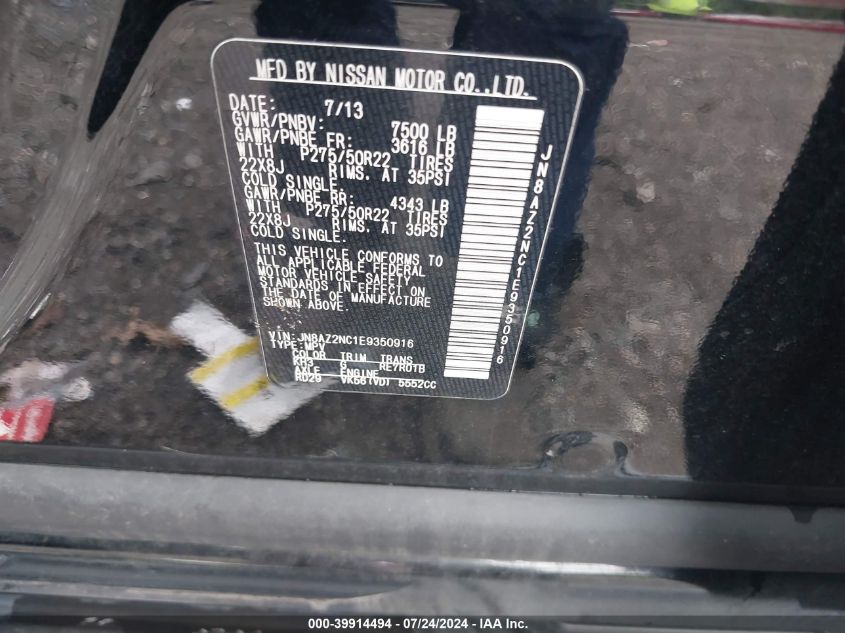 MFD BY NISSAN MOTOR CO.,LTD.
DATE: 7/13
GVWR/PNBV: 7500 LB
GAWR/PNBE FR: 3616 LB
WITH P275/50R22 TIRES
22X8J RIMS. AT 35PSI
COLD SINGLE.
GAWR/PNBE RR: 4343 LB
WITH P275/50R22 TIRES
22X8J RIMS. AT 35PSI
COLD SINGLE.
THIS VEHICLE CONFORMS TO
ALL APPLICABLE FEDERAL
MOTOR VEHICLE SAFETY
STANDARDS IN EFFECT ON
THE DATE OF MANUFACTURE
SHOWN ABOVE.
VIN: JN8AZ2NC1E9350916
TYPE: MPV
COLOR TRIM TRANS
KH3 G RE7R01B
AXLE ENGINE
RD29 VK56(VD) 5552CC
JN8AZ2NC1E9350916
000-39914494 - 07/24/2024 - IAA Inc.